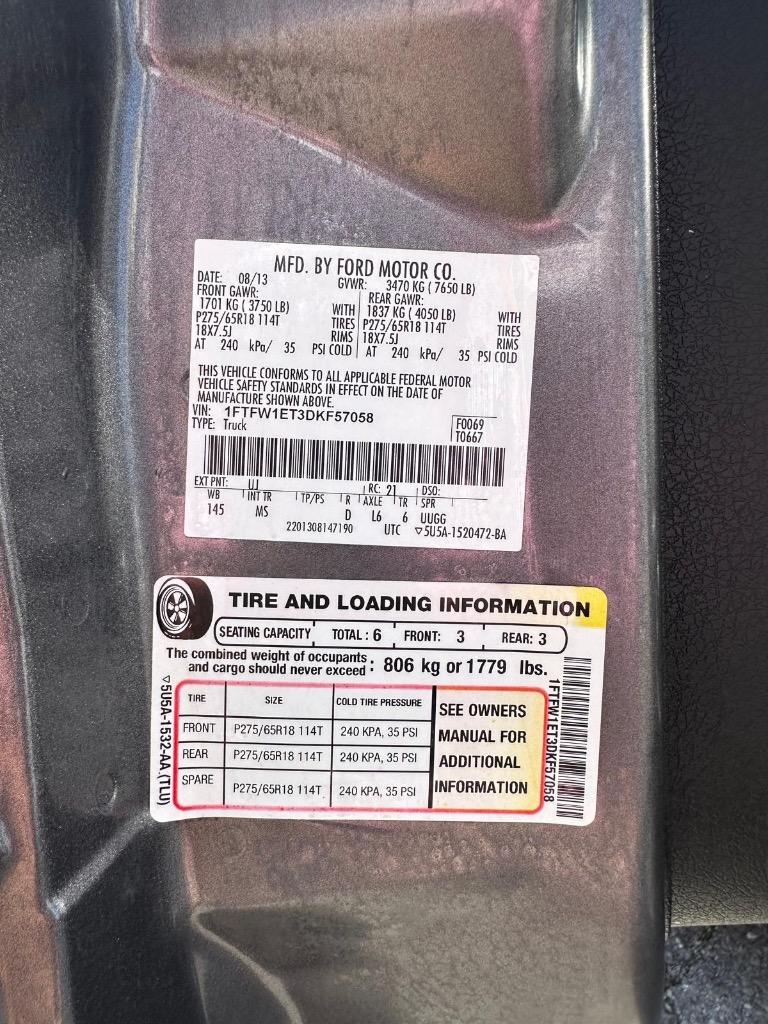 MFD. BY FORD MOTOR CO.
DATE: 08/13 GVWR: 3470 KG ( 7650 LB)
FRONT GAWR: REAR GAWR:
1701 KG ( 3750 LB) WITH 1837 KG ( 4050 LB) WITH
P275/65R18 114T TIRES P275/65R18 114T TIRES
18X7.5J RIMS 18X7.5J RIMS
AT 240 kPa/ 35 PSI COLD AT 240 kPa/ 35 PSI COLD
THIS VEHICLE CONFORMS TO ALL APPLICABLE FEDERAL MOTOR
VEHICLE SAFETY STANDARDS IN EFFECT ON THE DATE OF
MANUFACTURE SHOWN ABOVE.
VIN: 1FTFW1ET3DKF57058 F0069
TYPE: Truck T0667
EXT PNT: UJ RC: 21 DSO:
WB INT TR TP/PS R AXLE TR SPR
145 MS D L6 6 UUGG
2201308147190 UTC ▽5U5A-1520472-BA
TIRE AND LOADING INFORMATION
SEATING CAPACITY TOTAL : 6 FRONT: 3 REAR: 3
The combined weight of occupants
and cargo should never exceed : 806 kg or 1779 lbs.
TIRE SIZE COLD TIRE PRESSURE
FRONT P275/65R18 114T 240 KPA, 35 PSI
REAR P275/65R18 114T 240 KPA, 35 PSI
SPARE P275/65R18 114T 240 KPA, 35 PSI
SEE OWNERS
MANUAL FOR
ADDITIONAL
INFORMATION
▽5U5A-1532-AA (TLU)
1FTFW1ET3DKF57058